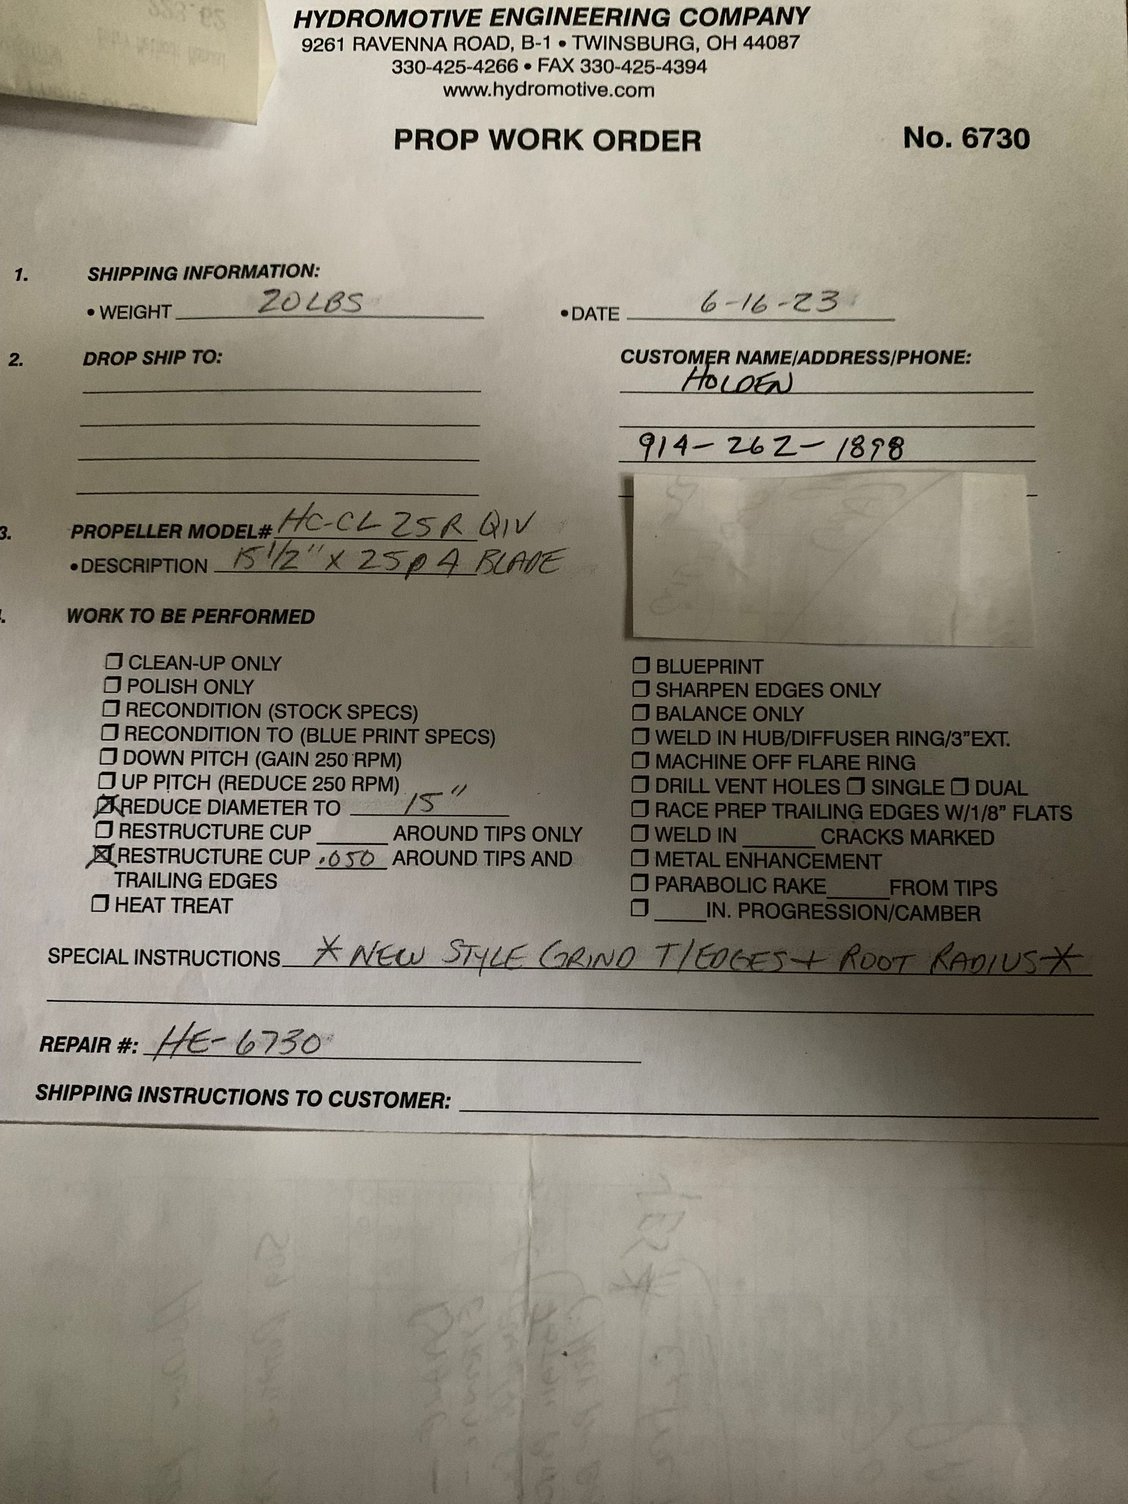 HYDROMOTIVE ENGINEERING COMPANY
9261 RAVENNA ROAD, B-1 • TWINSBURG, OH 44087
330-425-4266 • FAX 330-425-4394
www.hydromotive.com
PROP WORK ORDER No. 6730
1. SHIPPING INFORMATION:
• WEIGHT 20 LBS • DATE 6-16-23
2. DROP SHIP TO: CUSTOMER NAME/ADDRESS/PHONE:
HOLDEN
914-262-1898
3. PROPELLER MODEL# HC-CL 25R QIV
• DESCRIPTION 15 1/2" X 25p 4 BLADE
WORK TO BE PERFORMED
☐ CLEAN-UP ONLY
☐ POLISH ONLY
☐ RECONDITION (STOCK SPECS)
☐ RECONDITION TO (BLUE PRINT SPECS)
☐ DOWN PITCH (GAIN 250 RPM)
☐ UP PITCH (REDUCE 250 RPM)
☒ REDUCE DIAMETER TO 15"
☐ RESTRUCTURE CUP ______ AROUND TIPS ONLY
☒ RESTRUCTURE CUP .050 AROUND TIPS AND
TRAILING EDGES
☐ HEAT TREAT
☐ BLUEPRINT
☐ SHARPEN EDGES ONLY
☐ BALANCE ONLY
☐ WELD IN HUB/DIFFUSER RING/3"EXT.
☐ MACHINE OFF FLARE RING
☐ DRILL VENT HOLES ☐ SINGLE ☐ DUAL
☐ RACE PREP TRAILING EDGES W/1/8" FLATS
☐ WELD IN ______ CRACKS MARKED
☐ METAL ENHANCEMENT
☐ PARABOLIC RAKE _____ FROM TIPS
☐ ____IN. PROGRESSION/CAMBER
SPECIAL INSTRUCTIONS * NEW STYLE GRIND T/EDGES + ROOT RADIUS *
REPAIR #: HE-6730
SHIPPING INSTRUCTIONS TO CUSTOMER: